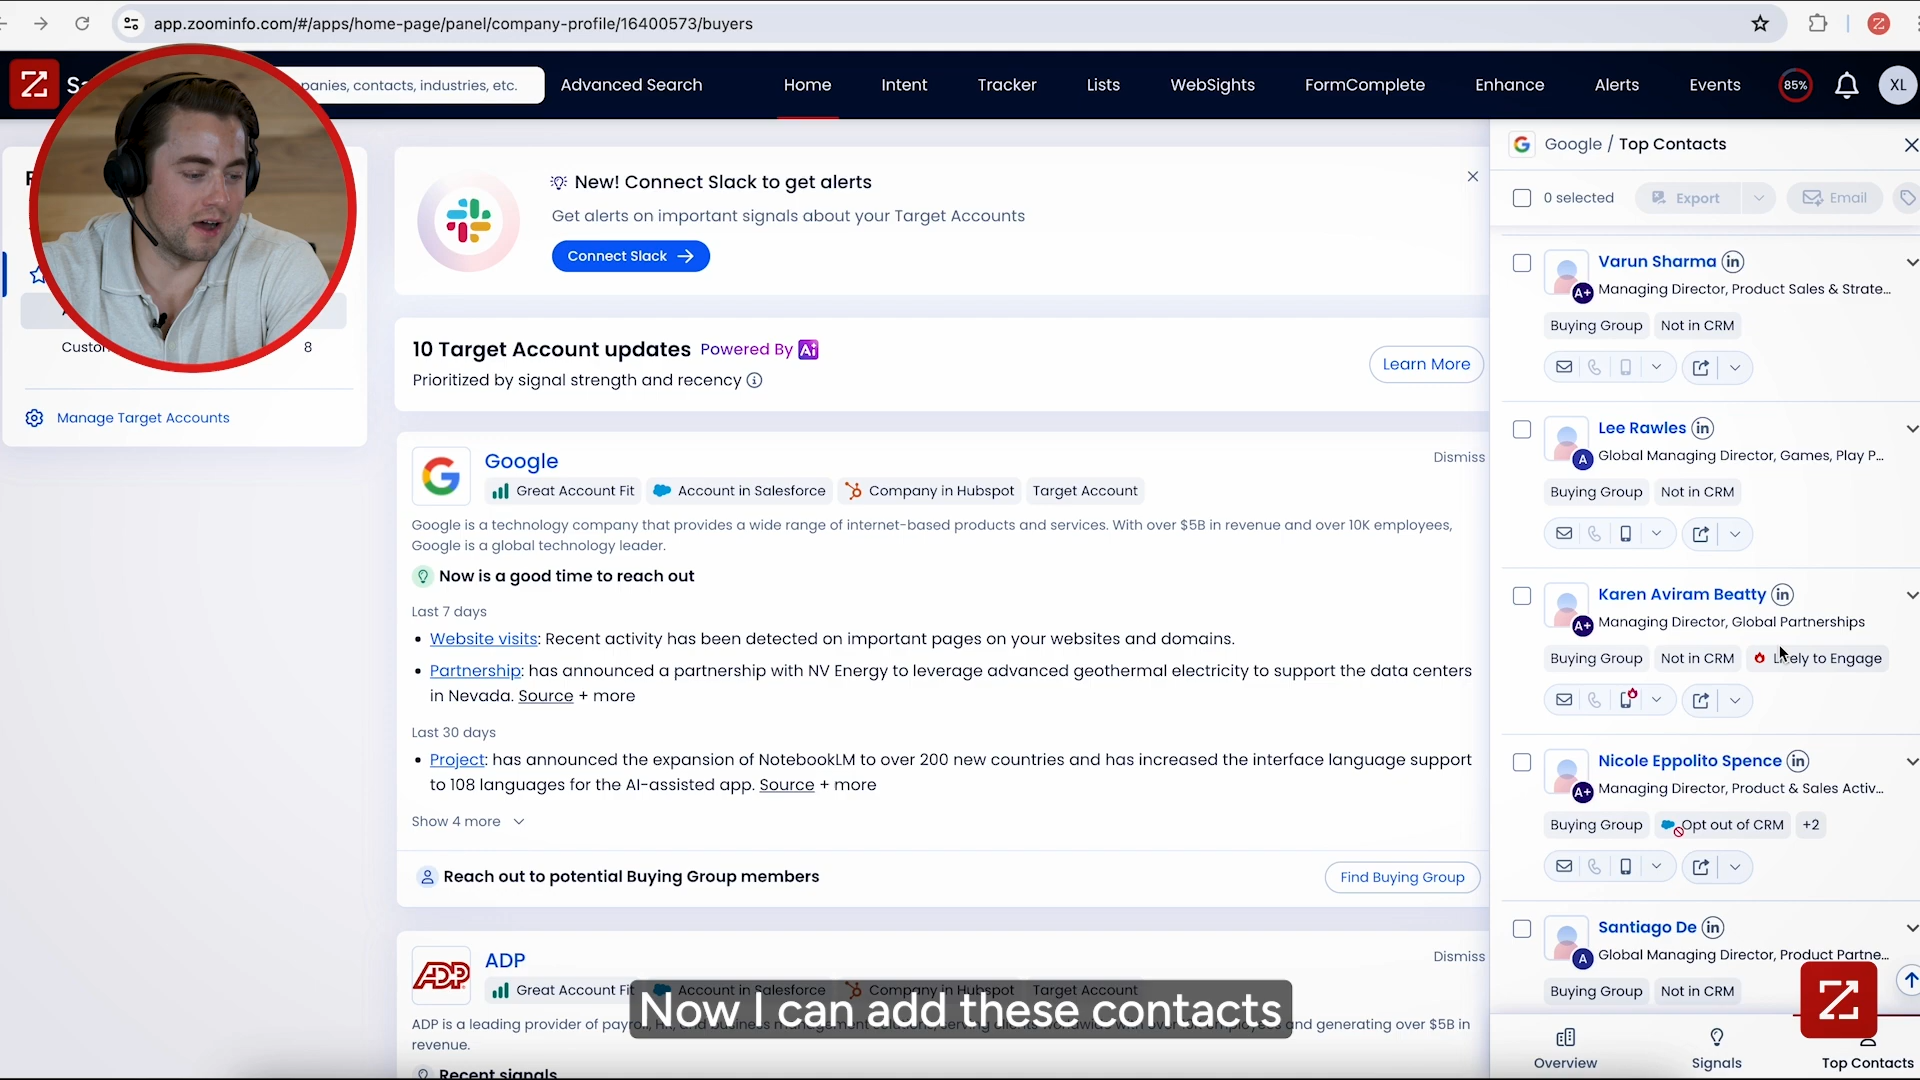 app.zoominfo.com/#/apps/home-page/panel/company-profile/16400573/buyers
panies, contacts, industries, etc.
Advanced Search
Home
Intent
Tracker
Lists
WebSights
FormComplete
Enhance
Alerts
Events
85%
XL
8
Manage Target Accounts
New! Connect Slack to get alerts
Get alerts on important signals about your Target Accounts
Connect Slack
10 Target Account updates Powered By Ai
Prioritized by signal strength and recency
Learn More
Google
Dismiss
Great Account Fit
Account in Salesforce
Company in Hubspot
Target Account
Google is a technology company that provides a wide range of internet-based products and services. With over $5B in revenue and over 10K employees,
Google is a global technology leader.
Now is a good time to reach out
Last 7 days
Website visits: Recent activity has been detected on important pages on your websites and domains.
Partnership: has announced a partnership with NV Energy to leverage advanced geothermal electricity to support the data centers
in Nevada. Source + more
Last 30 days
Project: has announced the expansion of NotebookLM to over 200 new countries and has increased the interface language support
to 108 languages for the AI-assisted app. Source + more
Show 4 more
Reach out to potential Buying Group members
Find Buying Group
ADP
ADP
Dismiss
Great Account Fit
Account in Salesforce
Company in Hubspot
Target Account
Now I can add these contacts
ADP is a leading provider of payroll, and generating over $5B in
revenue.
Recent signals
Google / Top Contacts
0 selected
Export
Email
Varun Sharma in
A+
Managing Director, Product Sales & Strate...
Buying Group
Not in CRM
Lee Rawles in
A
Global Managing Director, Games, Play P...
Buying Group
Not in CRM
Karen Aviram Beatty in
A+
Managing Director, Global Partnerships
Buying Group
Not in CRM
Likely to Engage
Nicole Eppolito Spence in
A+
Managing Director, Product & Sales Activ...
Buying Group
Opt out of CRM
+2
Santiago De in
A
Global Managing Director, Product Partne...
Buying Group
Not in CRM
Overview
Signals
Top Contacts